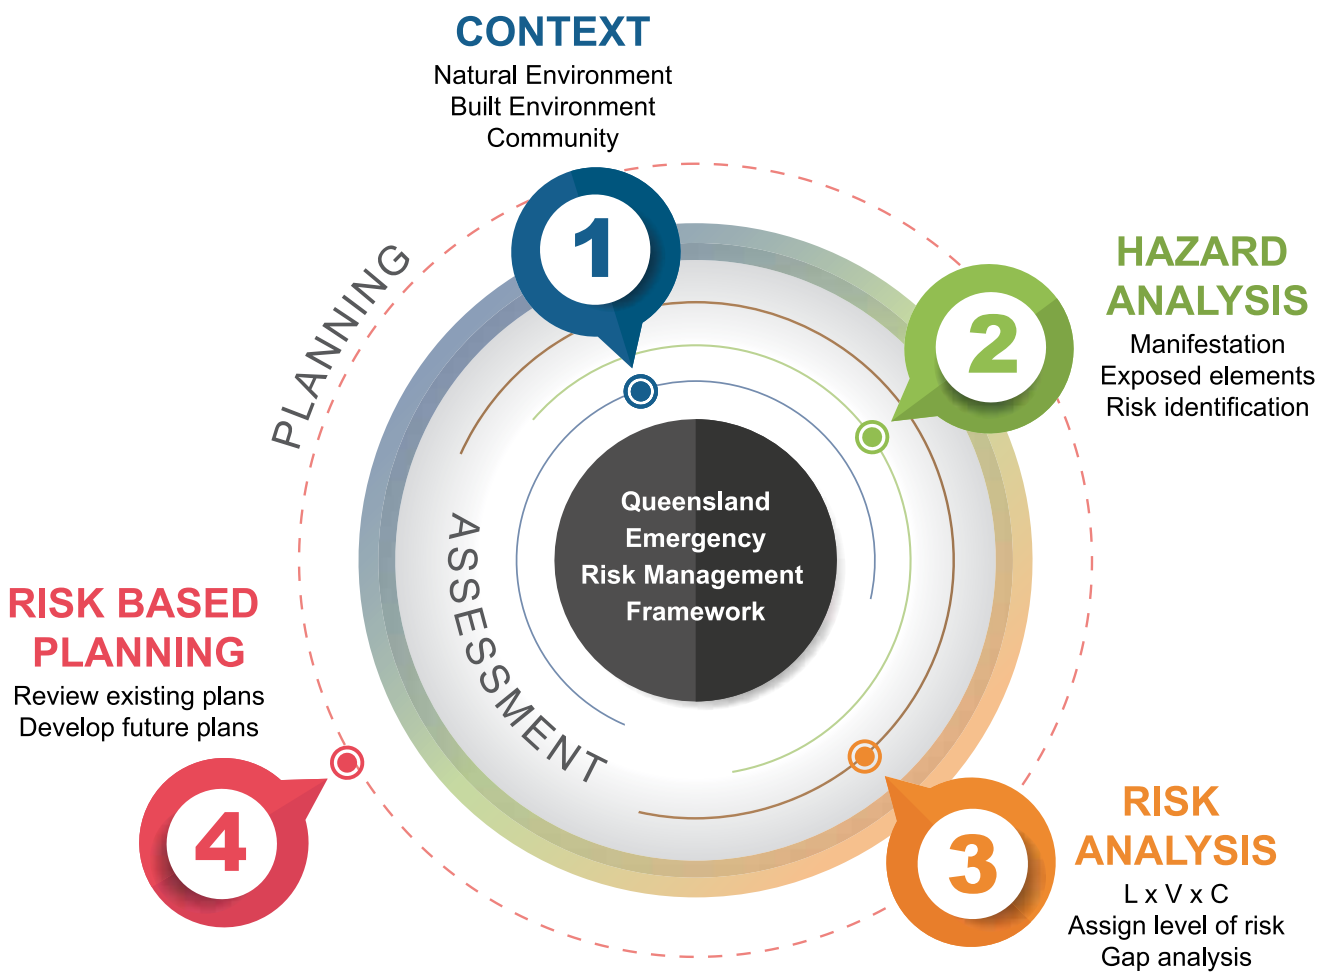 CONTEXT
Natural Environment
Built Environment
Community
1
PLANNING
HAZARD
ANALYSIS
Manifestation
Exposed elements
Risk identification
2
Queensland
Emergency
Risk Management
Framework
ASSESSMENT
RISK BASED
PLANNING
Review existing plans
Develop future plans
4
3
RISK
ANALYSIS
L x V x C
Assign level of risk
Gap analysis